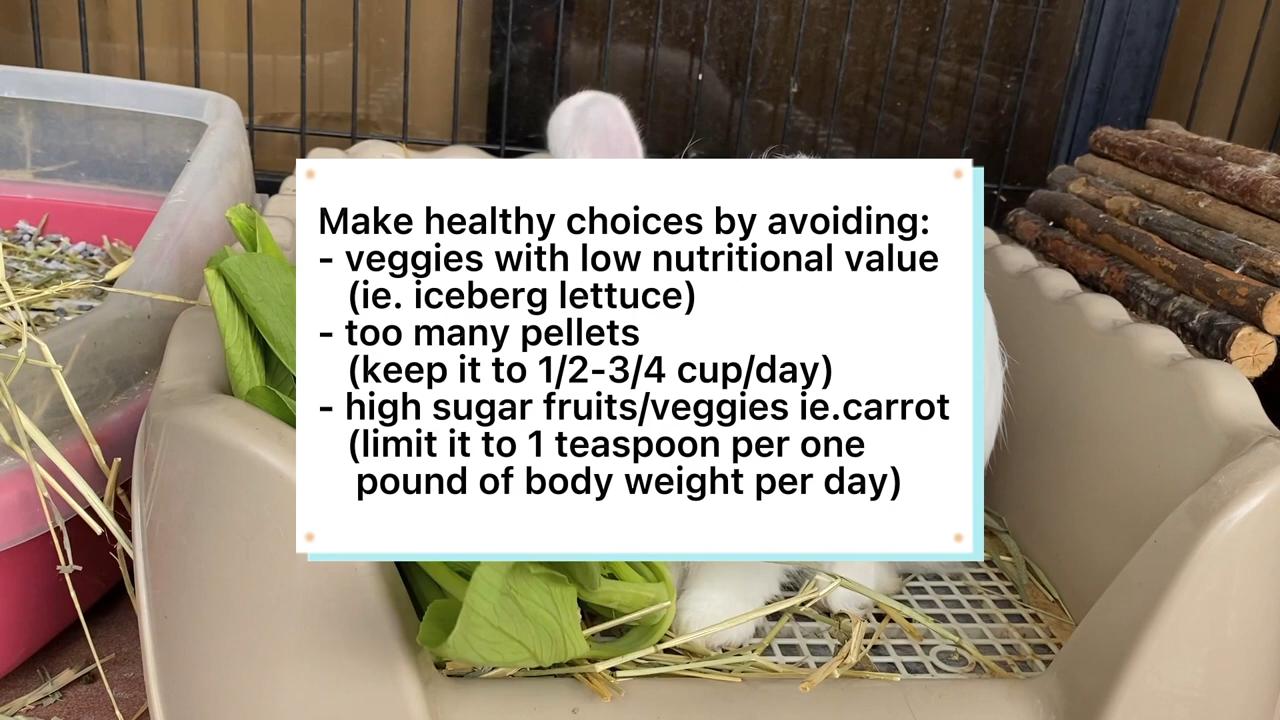 Make healthy choices by avoiding:
- veggies with low nutritional value
(ie. iceberg lettuce)
- too many pellets
(keep it to 1/2-3/4 cup/day)
- high sugar fruits/veggies ie.carrot
(limit it to 1 teaspoon per one
pound of body weight per day)